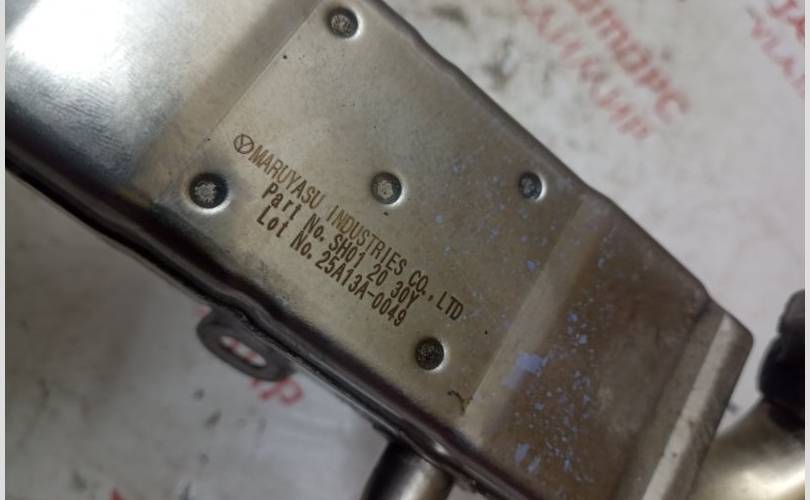 MARUYASU INDUSTRIES CO., LTD
Part No. SH01 20 30Y
Lot No. 25A13A-0049